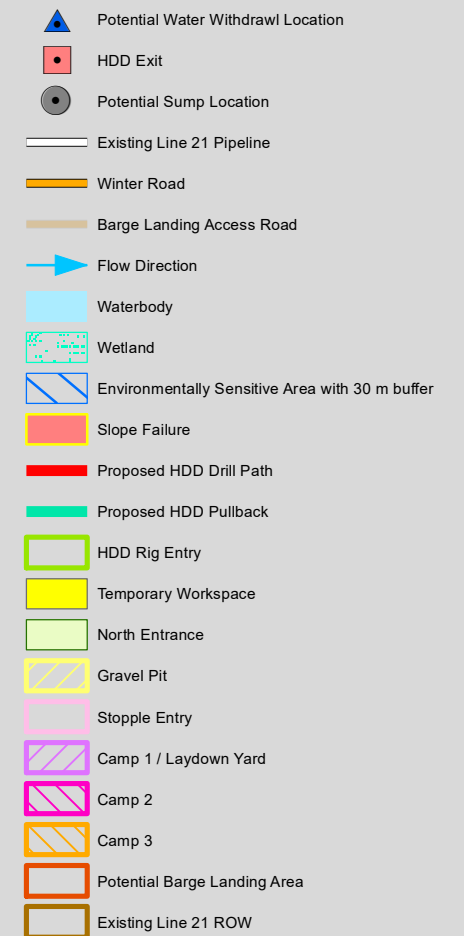 Potential Water Withdrawl Location
HDD Exit
Potential Sump Location
Existing Line 21 Pipeline
Winter Road
Barge Landing Access Road
Flow Direction
Waterbody
Wetland
Environmentally Sensitive Area with 30 m buffer
Slope Failure
Proposed HDD Drill Path
Proposed HDD Pullback
HDD Rig Entry
Temporary Workspace
North Entrance
Gravel Pit
Stopple Entry
Camp 1 / Laydown Yard
Camp 2
Camp 3
Potential Barge Landing Area
Existing Line 21 ROW